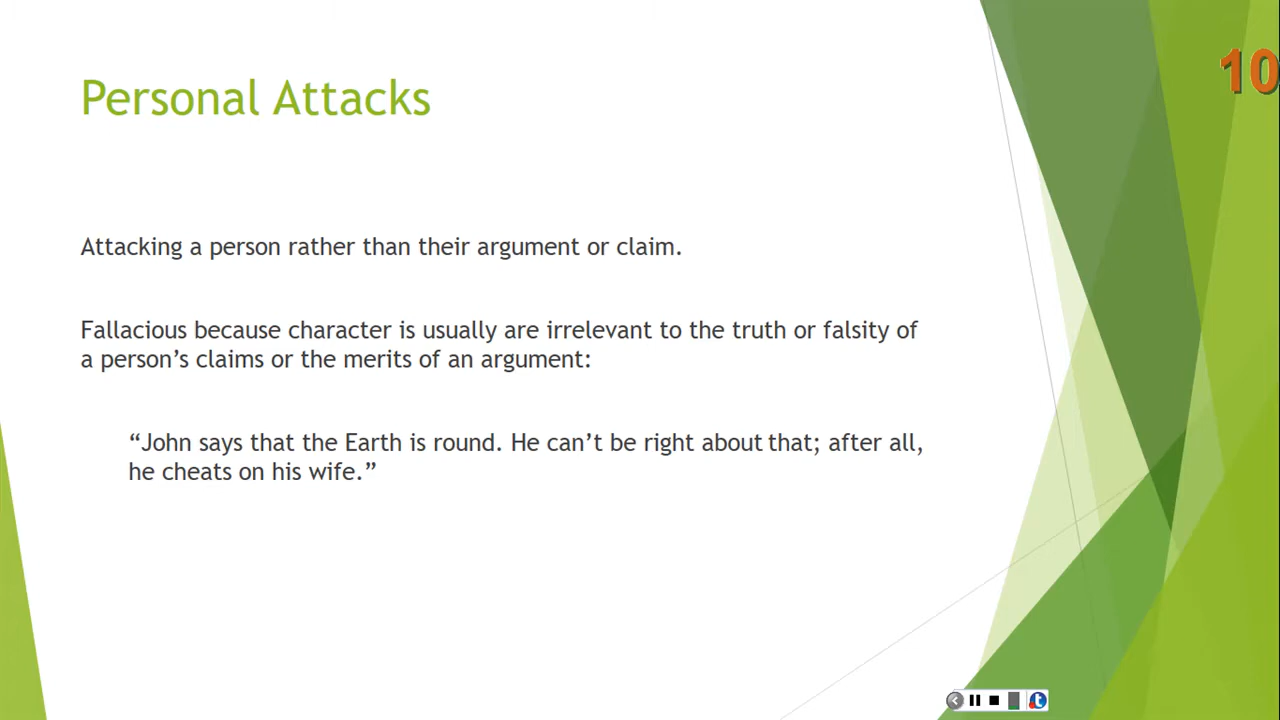 10
Personal Attacks
Attacking a person rather than their argument or claim.
Fallacious because character is usually are irrelevant to the truth or falsity of
a person’s claims or the merits of an argument:
“John says that the Earth is round. He can’t be right about that; after all,
he cheats on his wife.”
t